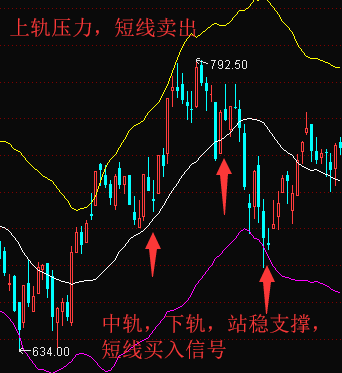 上轨压力，短线卖出
792.50
634.00
中轨，下轨，站稳支撑，
短线买入信号